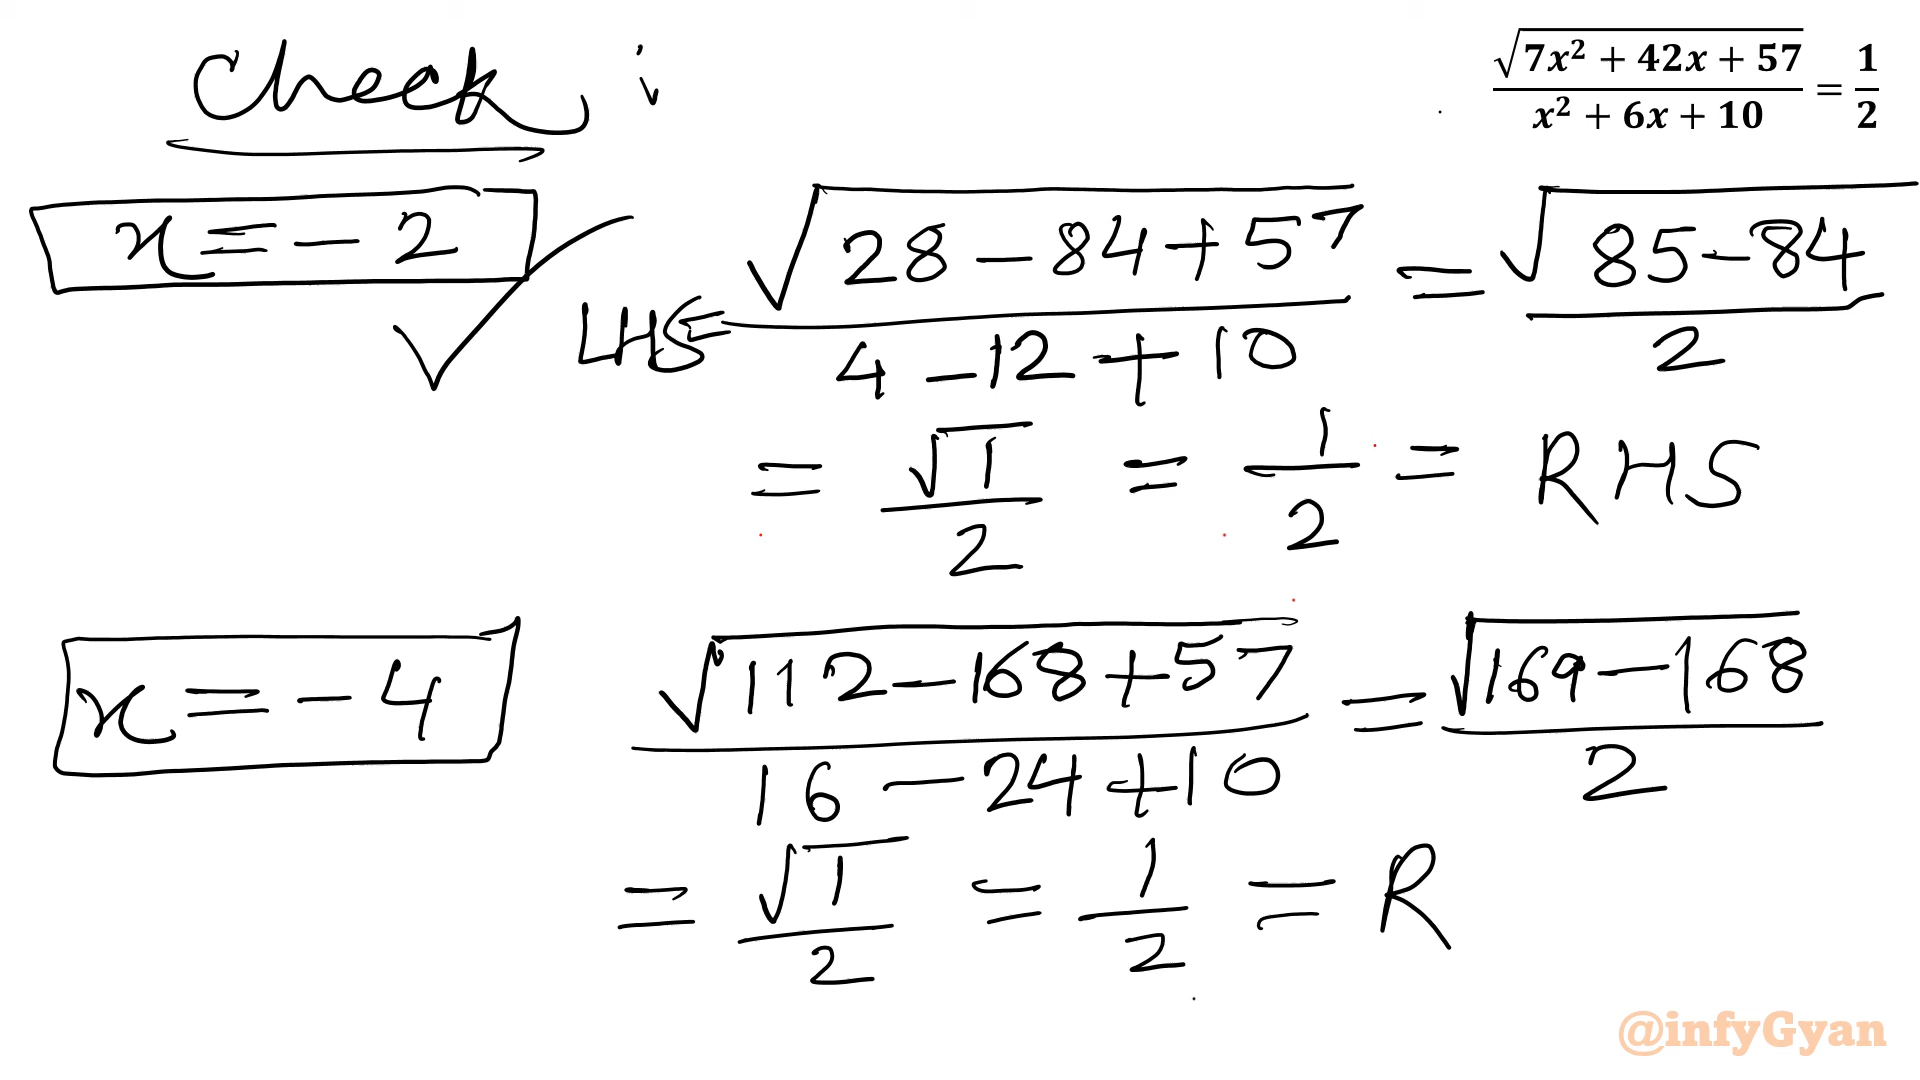 check :
√(7x² + 42x + 57) / (x² + 6x + 10) = 1/2
x = -2
LHS = √(28 - 84 + 57) / (4 - 12 + 10) = √(85 - 84) / 2
= √1 / 2 = 1/2 = RHS
x = -4
√(112 - 168 + 57) / (16 - 24 + 10) = √(169 - 168) / 2
= √1 / 2 = 1/2 = R
@infyGyan